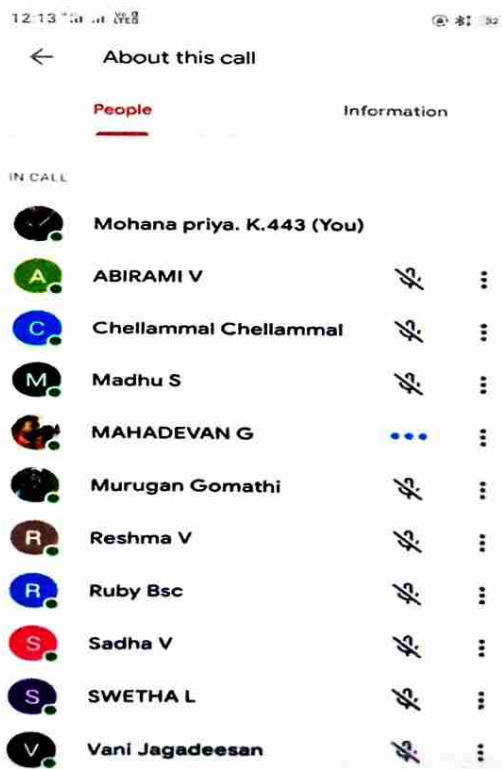 12:13
About this call
People Information
IN CALL
Mohana priya. K.443 (You)
A ABIRAMI V
C Chellammal Chellammal
M Madhu S
MAHADEVAN G
Murugan Gomathi
R Reshma V
R Ruby Bsc
S Sadha V
S SWETHA L
V Vani Jagadeesan